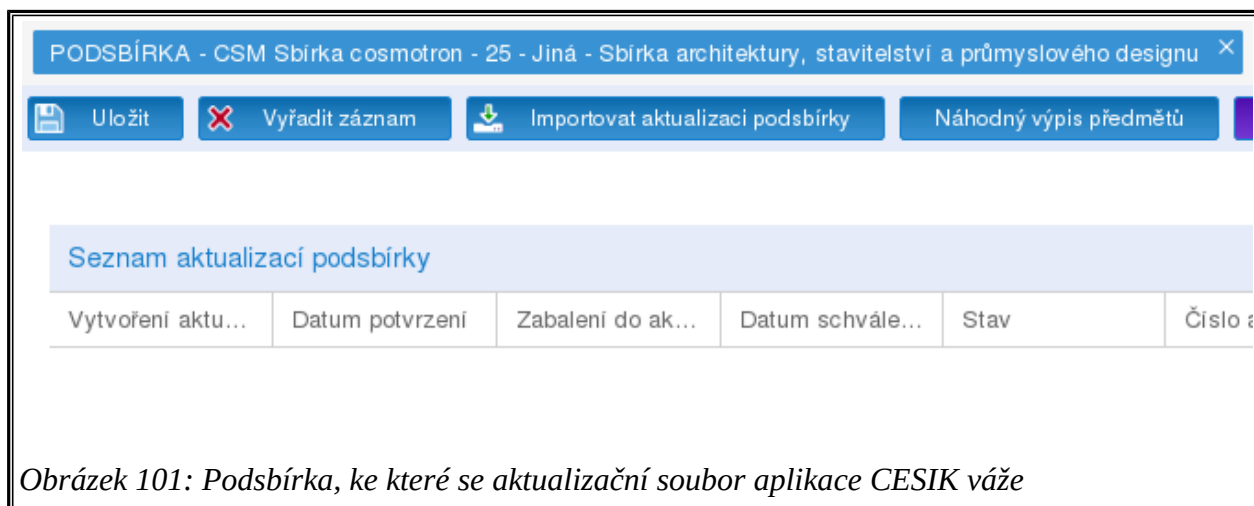 PODSBÍRKA - CSM Sbírka cosmotron - 25 - Jiná - Sbírka architektury, stavitelství a průmyslového designu ×
Uložit Vyřadit záznam Importovat aktualizaci podsbírky Náhodný výpis předmětů
Seznam aktualizací podsbírky
Vytvoření aktu... Datum potvrzení Zabalení do ak... Datum schvále... Stav Číslo a
Obrázek 101: Podsbírka, ke které se aktualizační soubor aplikace CESIK váže